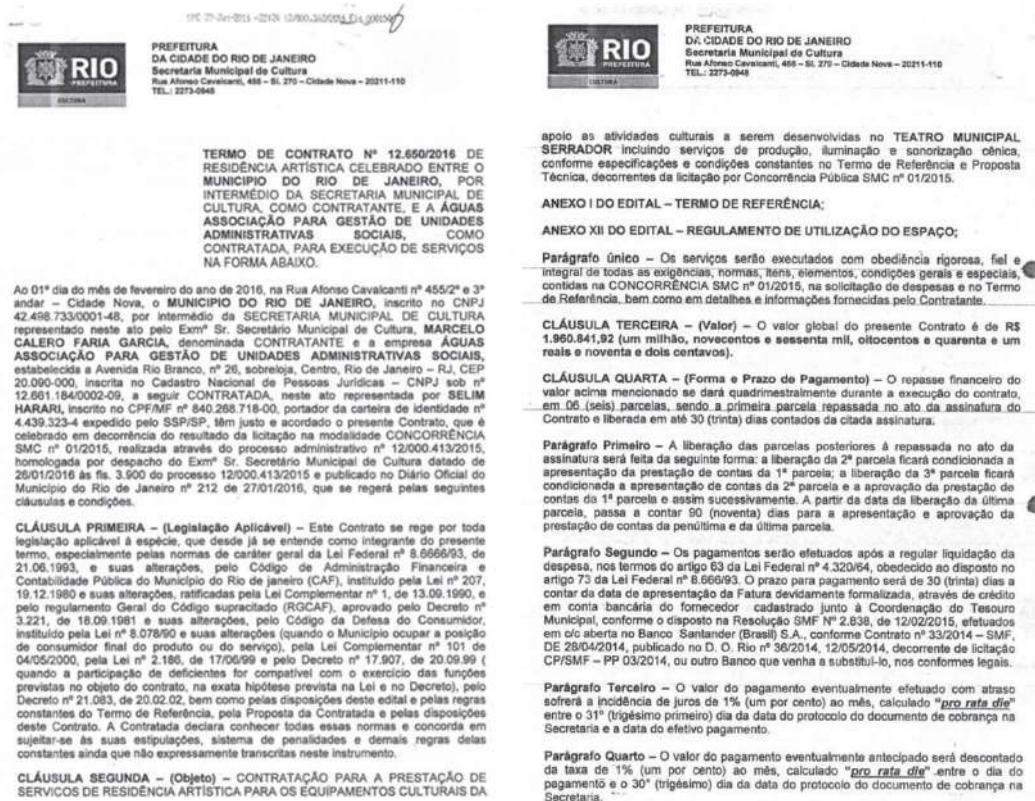 RIO
PREFEITURA
CULTURA
PREFEITURA
DA CIDADE DO RIO DE JANEIRO
Secretaria Municipal de Cultura
Rua Afonso Cavalcanti, 455 – Sl. 270 – Cidade Nova – 20211-110
TEL.: 2273-0948
TERMO DE CONTRATO Nº 12.650/2016 DE
RESIDÊNCIA ARTÍSTICA CELEBRADO ENTRE O
MUNICIPIO DO RIO DE JANEIRO, POR
INTERMÉDIO DA SECRETARIA MUNICIPAL DE
CULTURA, COMO CONTRATANTE, E A ÁGUAS
ASSOCIAÇÃO PARA GESTÃO DE UNIDADES
ADMINISTRATIVAS SOCIAIS, COMO
CONTRATADA, PARA EXECUÇÃO DE SERVIÇOS
NA FORMA ABAIXO.
Ao 01º dia do mês de fevereiro do ano de 2016, na Rua Afonso Cavalcanti nº 455/2º e 3º
andar – Cidade Nova, o MUNICIPIO DO RIO DE JANEIRO, inscrito no CNPJ
42.498.733/0001-48, por intermédio da SECRETARIA MUNICIPAL DE CULTURA
representado neste ato pelo Exmº Sr. Secretário Municipal de Cultura, MARCELO
CALERO FARIA GARCIA, denominada CONTRATANTE e a empresa ÁGUAS
ASSOCIAÇÃO PARA GESTÃO DE UNIDADES ADMINISTRATIVAS SOCIAIS,
estabelecida a Avenida Rio Branco, nº 26, sobreloja, Centro, Rio de Janeiro – RJ, CEP
20.090-000, inscrita no Cadastro Nacional de Pessoas Jurídicas – CNPJ sob nº
12.661.184/0002-09, a seguir CONTRATADA, neste ato representada por SELIM
HARARI, inscrito no CPF/MF nº 840.268.718-00, portador da carteira de identidade nº
4.439.323-4 expedido pelo SSP/SP, têm justo e acordado o presente Contrato, que é
celebrado em decorrência do resultado da licitação na modalidade CONCORRÊNCIA
SMC nº 01/2015, realizada através do processo administrativo nº 12/000.413/2015,
homologada por despacho do Exmº Sr. Secretário Municipal de Cultura datado de
26/01/2016 às fls. 3.900 do processo 12/000.413/2015 e publicado no Diário Oficial do
Município do Rio de Janeiro nº 212 de 27/01/2016, que se regerá pelas seguintes
cláusulas e condições.
CLÁUSULA PRIMEIRA – (Legislação Aplicável) – Este Contrato se rege por toda
legislação aplicável à espécie, que desde já se entende como integrante do presente
termo, especialmente pelas normas de caráter geral da Lei Federal nº 8.6666/93, de
21.06.1993, e suas alterações, pelo Código de Administração Financeira e
Contabilidade Pública do Município do Rio de janeiro (CAF), instituído pela Lei nº 207,
19.12.1980 e suas alterações, ratificadas pela Lei Complementar nº 1, de 13.09.1990, e
pelo regulamento Geral do Código supracitado (RGCAF), aprovado pelo Decreto nº
3.221, de 18.09.1981 e suas alterações, pelo Código da Defesa do Consumidor,
instituído pela Lei nº 8.078/90 e suas alterações (quando o Município ocupar a posição
de consumidor final do produto ou do serviço), pela Lei Complementar nº 101 de
04/05/2000, pela Lei nº 2.186, de 17/06/99 e pelo Decreto nº 17.907, de 20.09.99 (
quando a participação de deficientes for compatível com o exercício das funções
previstas no objeto do contrato, na exata hipótese prevista na Lei e no Decreto), pelo
Decreto nº 21.083, de 20.02.02, bem como pelas disposições deste edital e pelas regras
constantes do Termo de Referência, pela Proposta da Contratada e pelas disposições
deste Contrato. A Contratada declara conhecer todas essas normas e concorda em
sujeitar-se às suas estipulações, sistema de penalidades e demais regras delas
constantes ainda que não expressamente transcritas neste instrumento.
CLÁUSULA SEGUNDA – (Objeto) – CONTRATAÇÃO PARA A PRESTAÇÃO DE
SERVIÇOS DE RESIDÊNCIA ARTÍSTICA PARA OS EQUIPAMENTOS CULTURAIS DA
RIO
PREFEITURA
CULTURA
PREFEITURA
DA CIDADE DO RIO DE JANEIRO
Secretaria Municipal de Cultura
Rua Afonso Cavalcanti, 455 – Sl. 270 – Cidade Nova – 20211-110
TEL.: 2273-0948
apoio as atividades culturais a serem desenvolvidas no TEATRO MUNICIPAL
SERRADOR incluindo serviços de produção, iluminação e sonorização cênica,
conforme especificações e condições constantes no Termo de Referência e Proposta
Técnica, decorrentes da licitação por Concorrência Pública SMC nº 01/2015.
ANEXO I DO EDITAL – TERMO DE REFERÊNCIA;
ANEXO XII DO EDITAL – REGULAMENTO DE UTILIZAÇÃO DO ESPAÇO;
Parágrafo único – Os serviços serão executados com obediência rigorosa, fiel e
integral de todas as exigências, normas, itens, elementos, condições gerais e especiais,
contidas na CONCORRÊNCIA SMC nº 01/2015, na solicitação de despesas e no Termo
de Referência, bem como em detalhes e informações fornecidas pelo Contratante.
CLÁUSULA TERCEIRA – (Valor) – O valor global do presente Contrato é de R$
1.960.841,92 (um milhão, novecentos e sessenta mil, oitocentos e quarenta e um
reais e noventa e dois centavos).
CLÁUSULA QUARTA – (Forma e Prazo de Pagamento) – O repasse financeiro do
valor acima mencionado se dará quadrimestralmente durante a execução do contrato,
em 06 (seis) parcelas, sendo a primeira parcela repassada no ato da assinatura do
Contrato e liberada em até 30 (trinta) dias contados da citada assinatura.
Parágrafo Primeiro – A liberação das parcelas posteriores à repassada no ato da
assinatura será feita da seguinte forma: a liberação da 2ª parcela ficará condicionada a
apresentação da prestação de contas da 1ª parcela; a liberação da 3ª parcela ficará
condicionada a apresentação de contas da 2ª parcela e a aprovação da prestação de
contas da 1ª parcela e assim sucessivamente. A partir da data da liberação da última
parcela, passa a contar 90 (noventa) dias para a apresentação e aprovação da
prestação de contas da penúltima e da última parcela.
Parágrafo Segundo – Os pagamentos serão efetuados após a regular liquidação da
despesa, nos termos do artigo 63 da Lei Federal nº 4.320/64, obedecido ao disposto no
artigo 73 da Lei Federal nº 8.666/93. O prazo para pagamento será de 30 (trinta) dias a
contar da data de apresentação da Fatura devidamente formalizada, através de crédito
em conta bancária do fornecedor cadastrado junto à Coordenação do Tesouro
Municipal, conforme o disposto na Resolução SMF Nº 2.838, de 12/02/2015, efetuados
em c/c aberta no Banco Santander (Brasil) S.A., conforme Contrato nº 33/2014 – SMF,
DE 28/04/2014, publicado no D. O. Rio nº 36/2014, 12/05/2014, decorrente de licitação
CP/SMF – PP 03/2014, ou outro Banco que venha a substituí-lo, nos conformes legais.
Parágrafo Terceiro – O valor do pagamento eventualmente efetuado com atraso
sofrerá a incidência de juros de 1% (um por cento) ao mês, calculado "pro rata die"
entre o 31º (trigésimo primeiro) dia da data do protocolo do documento de cobrança na
Secretaria e a data do efetivo pagamento.
Parágrafo Quarto – O valor do pagamento eventualmente antecipado será descontado
da taxa de 1% (um por cento) ao mês, calculado "pro rata die" entre o dia do
pagamento e o 30º (trigésimo) dia da data do protocolo do documento de cobrança na
Secretaria.